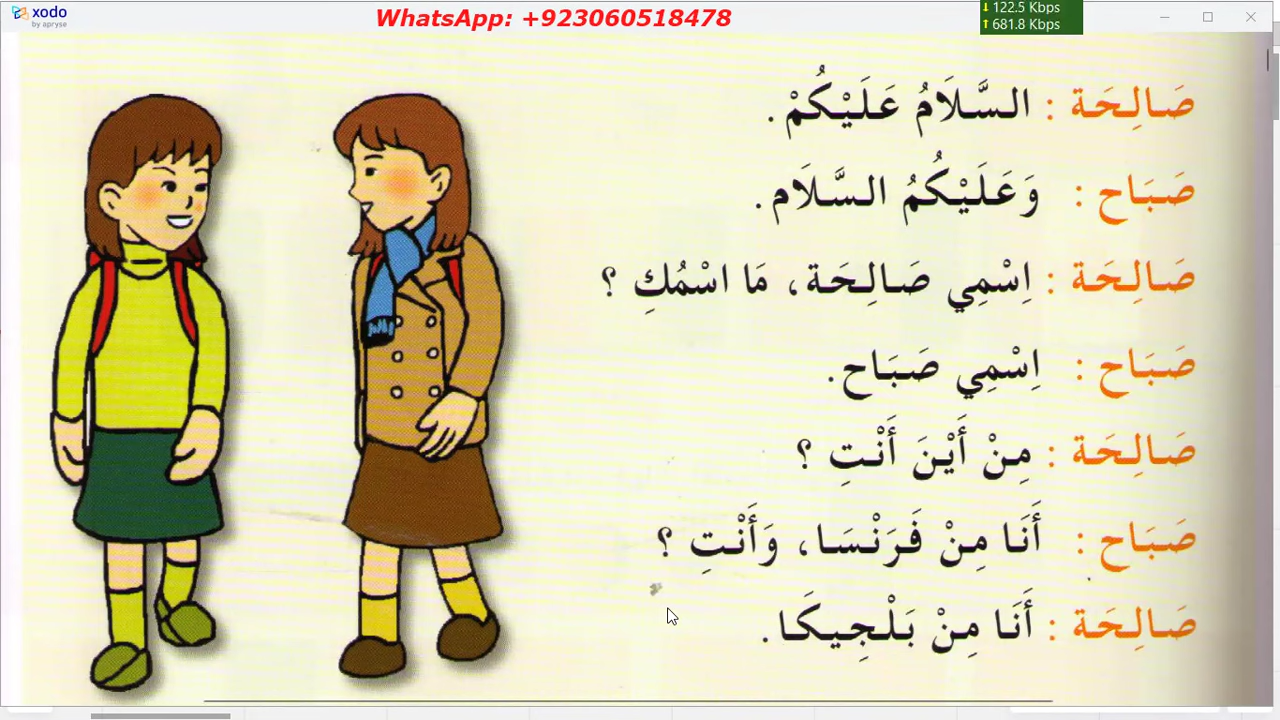 xodo
by apryse
WhatsApp: +923060518478
↓ 122.5 Kbps
↑ 681.8 Kbps
صَالِحَة : السَّلَامُ عَلَيْكُمْ.
صَبَاح : وَعَلَيْكُمُ السَّلَام.
صَالِحَة : اِسْمِي صَالِحَة، مَا اسْمُكِ ؟
صَبَاح : اِسْمِي صَبَاح.
صَالِحَة : مِنْ أَيْنَ أَنْتِ ؟
صَبَاح : أَنَا مِنْ فَرَنْسَا، وَأَنْتِ ؟
صَالِحَة : أَنَا مِنْ بَلْجِيكَا.